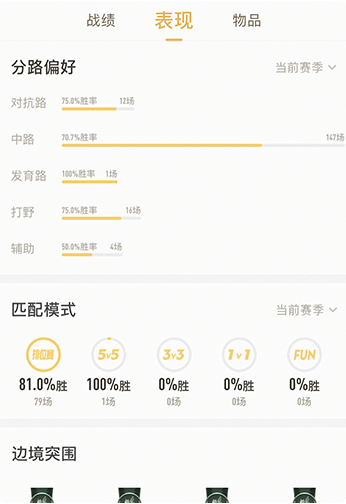 战绩 表现 物品
分路偏好 当前赛季
对抗路 75.0%胜率 12场
中路 70.7%胜率 147场
发育路 100%胜率 1场
打野 75.0%胜率 16场
辅助 50.0%胜率 4场
匹配模式 当前赛季
排位赛 5v5 3v3 1v1 FUN
81.0%胜 100%胜 0%胜 0%胜 0%胜
79场 1场 0场 0场 0场
边境突围